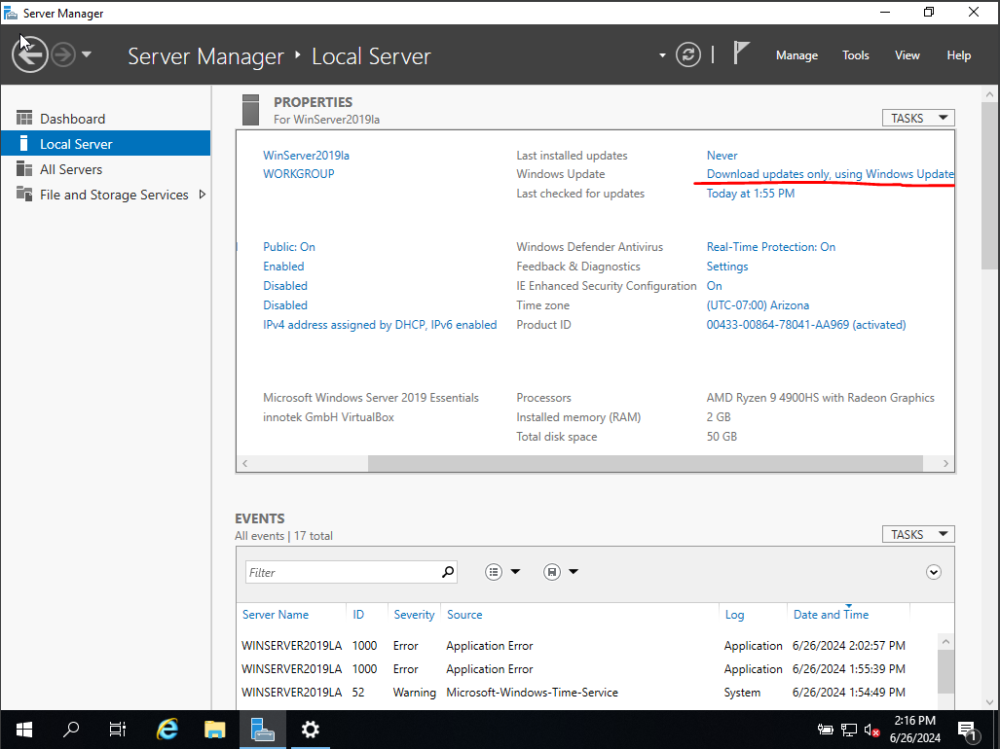 Server Manager
Server Manager • Local Server
Manage Tools View Help
Dashboard
Local Server
All Servers
File and Storage Services
PROPERTIES
For WinServer2019la
TASKS
WinServer2019la Last installed updates Never
WORKGROUP Windows Update Download updates only, using Windows Update
Last checked for updates Today at 1:55 PM
Public: On Windows Defender Antivirus Real-Time Protection: On
Enabled Feedback & Diagnostics Settings
Disabled IE Enhanced Security Configuration On
Disabled Time zone (UTC-07:00) Arizona
IPv4 address assigned by DHCP, IPv6 enabled Product ID 00433-00864-78041-AA969 (activated)
Microsoft Windows Server 2019 Essentials Processors AMD Ryzen 9 4900HS with Radeon Graphics
innotek GmbH VirtualBox Installed memory (RAM) 2 GB
Total disk space 50 GB
EVENTS
All events | 17 total
TASKS
Filter
Server Name ID Severity Source Log Date and Time
WINSERVER2019LA 1000 Error Application Error Application 6/26/2024 2:02:57 PM
WINSERVER2019LA 1000 Error Application Error Application 6/26/2024 1:55:39 PM
WINSERVER2019LA 52 Warning Microsoft-Windows-Time-Service System 6/26/2024 1:54:49 PM
2:16 PM
6/26/2024
1